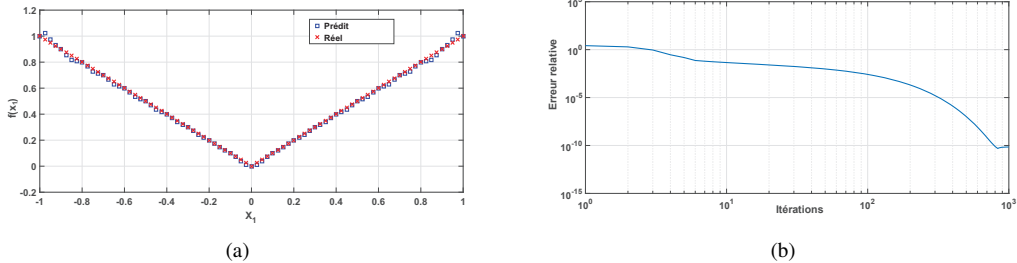 1.2
1
0.8
0.6
0.4
0.2
0
-0.2
-1 -0.8 -0.6 -0.4 -0.2 0 0.2 0.4 0.6 0.8 1
X_1
f(x_1)
Prédit
Réel
(a)
10^5
10^0
10^-5
10^-10
10^-15
10^0 10^1 10^2 10^3
Itérations
Erreur relative
(b)